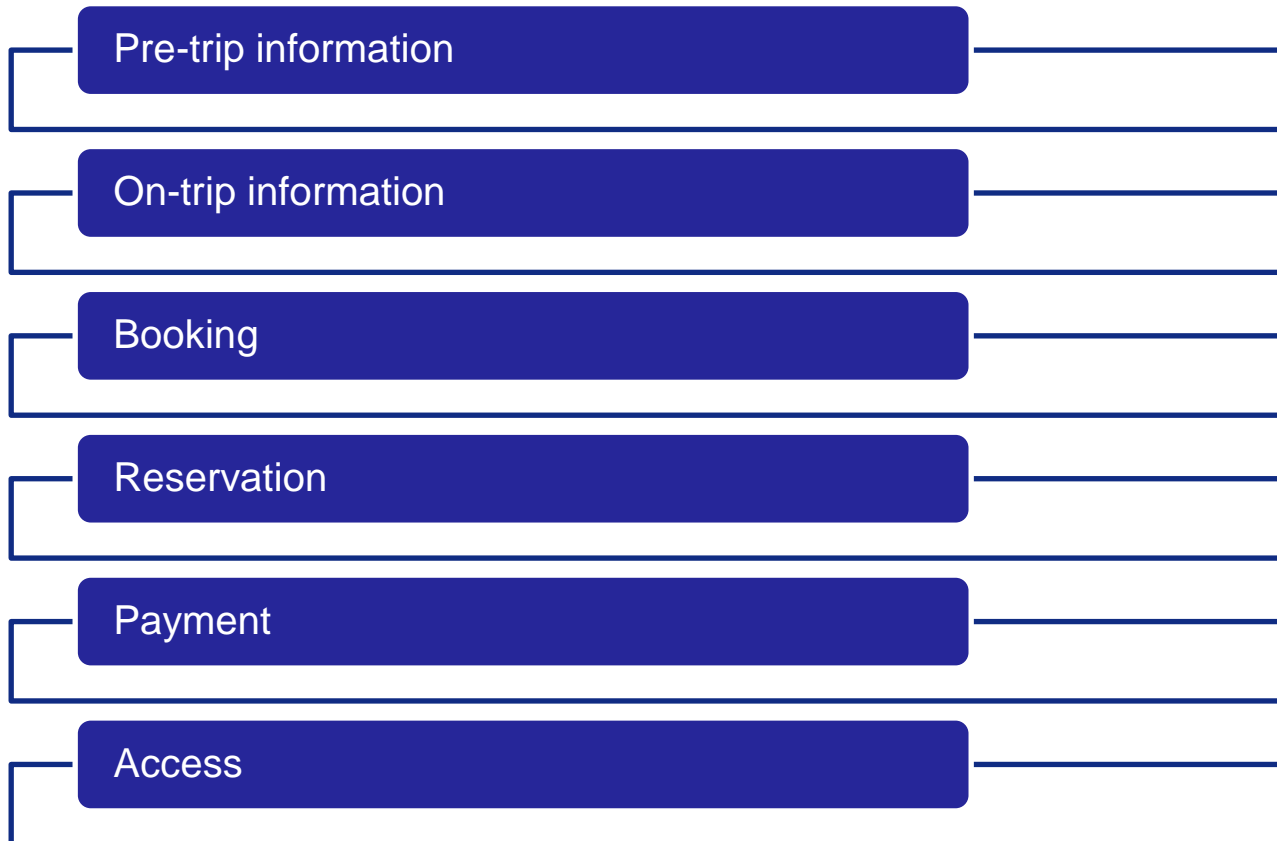 Pre-trip information
On-trip information
Booking
Reservation
Payment
Access